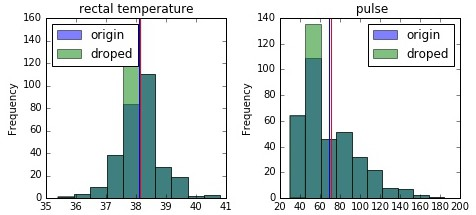 rectal temperature
160
140
120
100
80
60
40
20
0
Frequency
origin
droped
35 36 37 38 39 40 41
pulse
140
120
100
80
60
40
20
0
Frequency
origin
droped
20 40 60 80 100 120 140 160 180 200